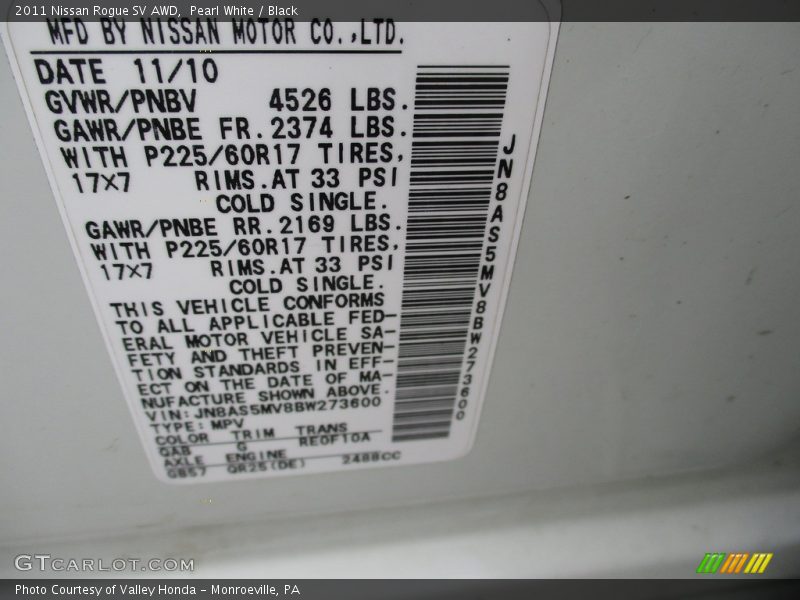 2011 Nissan Rogue SV AWD, Pearl White / Black
MFD BY NISSAN MOTOR CO.,LTD.
DATE 11/10
GVWR/PNBV 4526 LBS.
GAWR/PNBE FR.2374 LBS.
WITH P225/60R17 TIRES,
17X7 RIMS.AT 33 PSI
COLD SINGLE.
GAWR/PNBE RR.2169 LBS.
WITH P225/60R17 TIRES,
17X7 RIMS.AT 33 PSI
COLD SINGLE.
THIS VEHICLE CONFORMS
TO ALL APPLICABLE FED-
ERAL MOTOR VEHICLE SA-
FETY AND THEFT PREVEN-
TION STANDARDS IN EFF-
ECT ON THE DATE OF MA-
NUFACTURE SHOWN ABOVE.
VIN:JN8AS5MV8BW273600
TYPE:MPV
COLOR TRIM TRANS
QAB G RE0F10A
AXLE ENGINE
GB57 QR25(DE) 2488CC
JN8AS5MV8BW273600
GTCARLOT.COM
Photo Courtesy of Valley Honda - Monroeville, PA